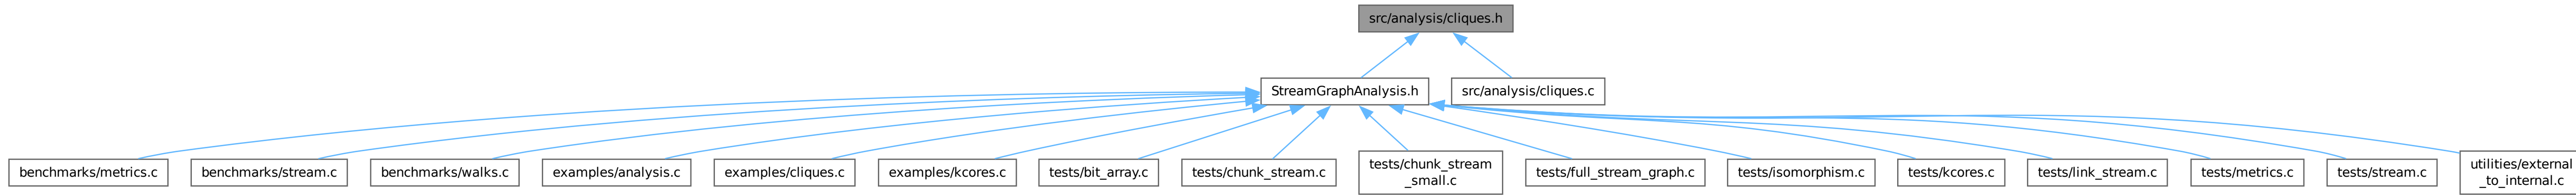 src/analysis/cliques.h
StreamGraphAnalysis.h
src/analysis/cliques.c
benchmarks/metrics.c
benchmarks/stream.c
benchmarks/walks.c
examples/analysis.c
examples/cliques.c
examples/kcores.c
tests/bit_array.c
tests/chunk_stream.c
tests/chunk_stream
_small.c
tests/full_stream_graph.c
tests/isomorphism.c
tests/kcores.c
tests/link_stream.c
tests/metrics.c
tests/stream.c
utilities/external
_to_internal.c